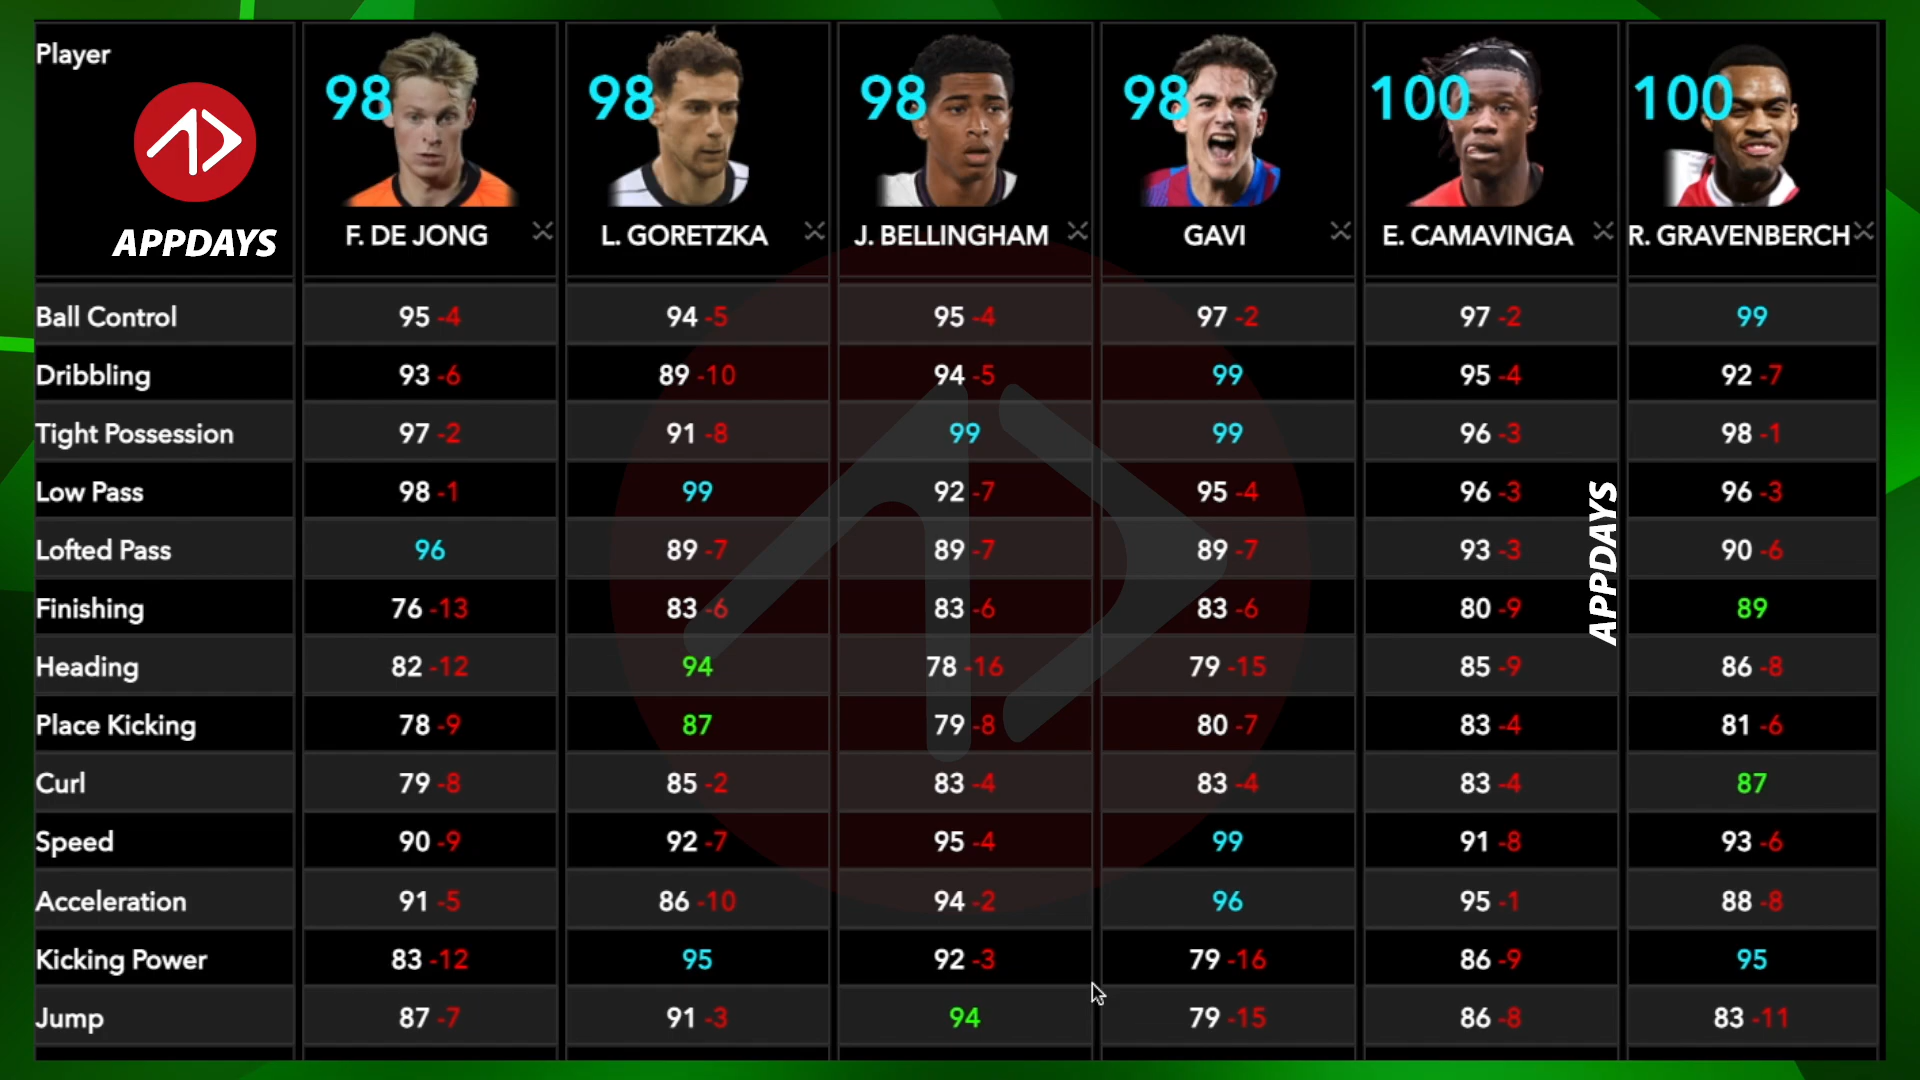 Player
APPDAYS
98 98 98 98 100 100
F. DE JONG L. GORETZKA J. BELLINGHAM GAVI E. CAMAVINGA R. GRAVENBERCH
Ball Control 95 -4 94 -5 95 -4 97 -2 97 -2 99
Dribbling 93 -6 89 -10 94 -5 99 95 -4 92 -7
Tight Possession 97 -2 91 -8 99 99 96 -3 98 -1
Low Pass 98 -1 99 92 -7 95 -4 96 -3 96 -3
Lofted Pass 96 89 -7 89 -7 89 -7 93 -3 90 -6
Finishing 76 -13 83 -6 83 -6 83 -6 80 -9 89
Heading 82 -12 94 78 -16 79 -15 85 -9 86 -8
Place Kicking 78 -9 87 79 -8 80 -7 83 -4 81 -6
Curl 79 -8 85 -2 83 -4 83 -4 83 -4 87
Speed 90 -9 92 -7 95 -4 99 91 -8 93 -6
Acceleration 91 -5 86 -10 94 -2 96 95 -1 88 -8
Kicking Power 83 -12 95 92 -3 79 -16 86 -9 95
Jump 87 -7 91 -3 94 79 -15 86 -8 83 -11
APPDAYS